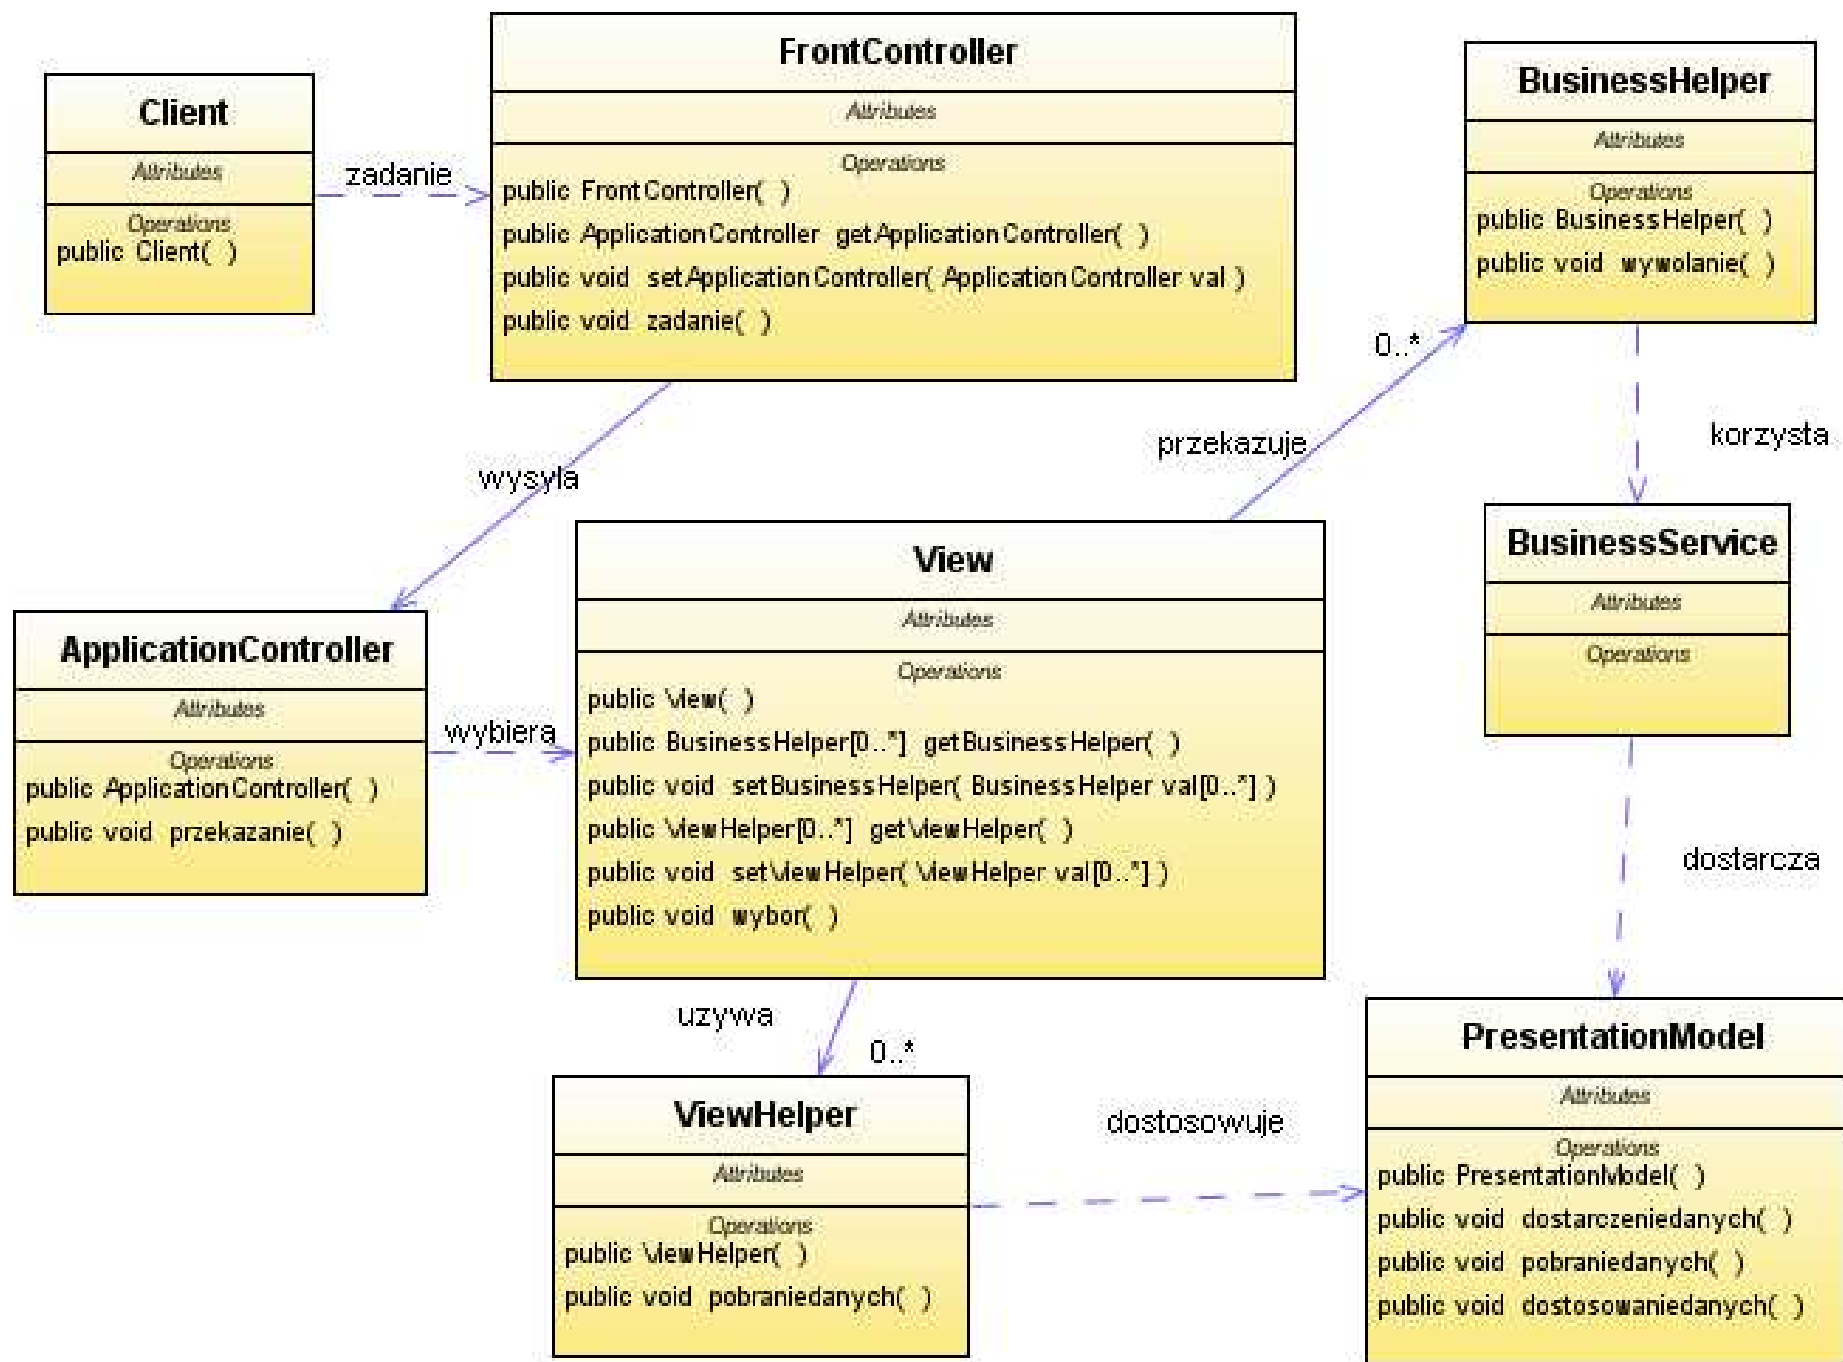 Client
Attributes
Operations
public Client( )
zadanie
FrontController
Attributes
Operations
public FrontController( )
public ApplicationController getApplicationController( )
public void setApplicationController( ApplicationController val )
public void zadanie( )
BusinessHelper
Attributes
Operations
public BusinessHelper( )
public void wywolanie( )
0..*
przekazuje
korzysta
wysyla
BusinessService
Attributes
Operations
View
Attributes
Operations
public View( )
public BusinessHelper[0..*] getBusinessHelper( )
public void setBusinessHelper( BusinessHelper val[0..*] )
public ViewHelper[0..*] getViewHelper( )
public void setViewHelper( ViewHelper val[0..*] )
public void wybor( )
ApplicationController
Attributes
Operations
public ApplicationController( )
public void przekazanie( )
wybiera
dostarcza
uzywa
0..*
ViewHelper
Attributes
Operations
public ViewHelper( )
public void pobraniedanych( )
dostosowuje
PresentationModel
Attributes
Operations
public PresentationModel( )
public void dostarczeniedanych( )
public void pobraniedanych( )
public void dostosowaniedanych( )